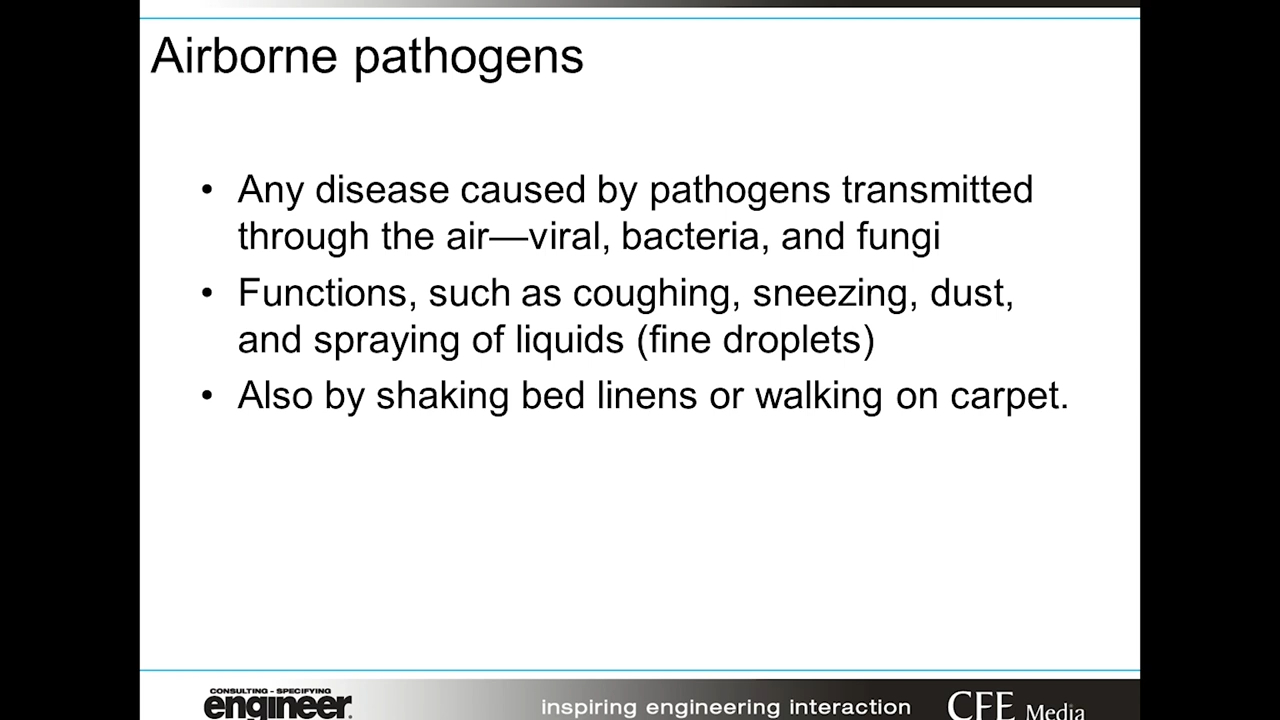 Airborne pathogens
• Any disease caused by pathogens transmitted
through the air—viral, bacteria, and fungi
• Functions, such as coughing, sneezing, dust,
and spraying of liquids (fine droplets)
• Also by shaking bed linens or walking on carpet.
CONSULTING-SPECIFYING
engineer
inspiring engineering interaction
CFE Media